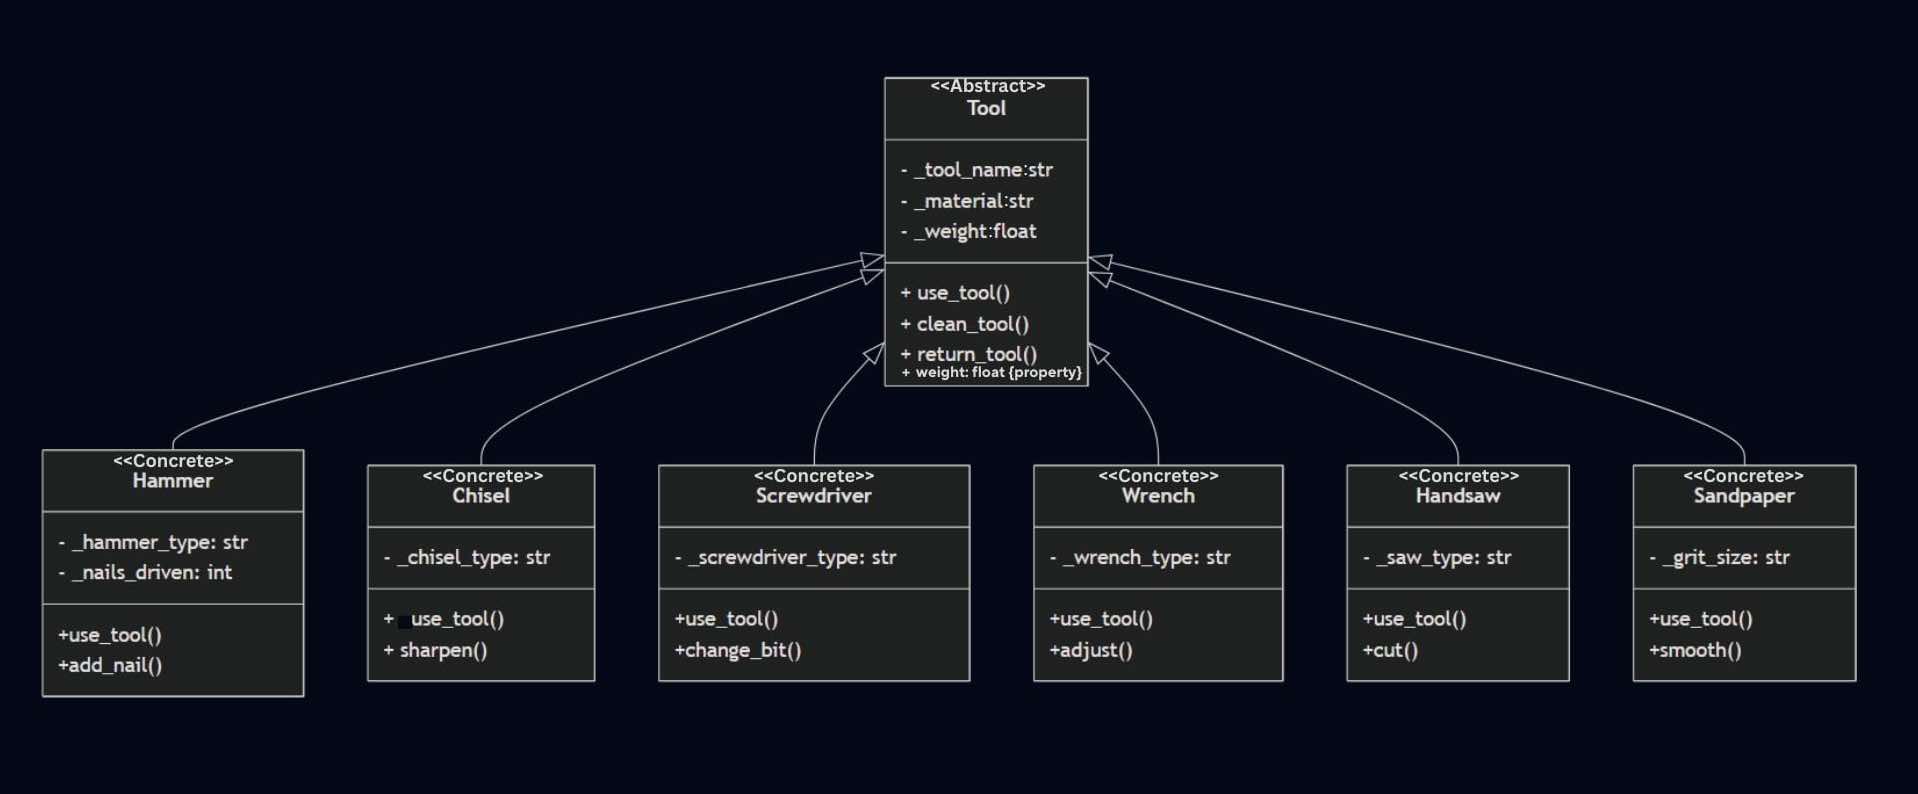 <<Abstract>>
Tool
- _tool_name:str
- _material:str
- _weight:float
+ use_tool()
+ clean_tool()
+ return_tool()
+ weight: float {property}
<<Concrete>>
Hammer
- _hammer_type: str
- _nails_driven: int
+use_tool()
+add_nail()
<<Concrete>>
Chisel
- _chisel_type: str
+ use_tool()
+ sharpen()
<<Concrete>>
Screwdriver
- _screwdriver_type: str
+use_tool()
+change_bit()
<<Concrete>>
Wrench
- _wrench_type: str
+use_tool()
+adjust()
<<Concrete>>
Handsaw
- _saw_type: str
+use_tool()
+cut()
<<Concrete>>
Sandpaper
- _grit_size: str
+use_tool()
+smooth()